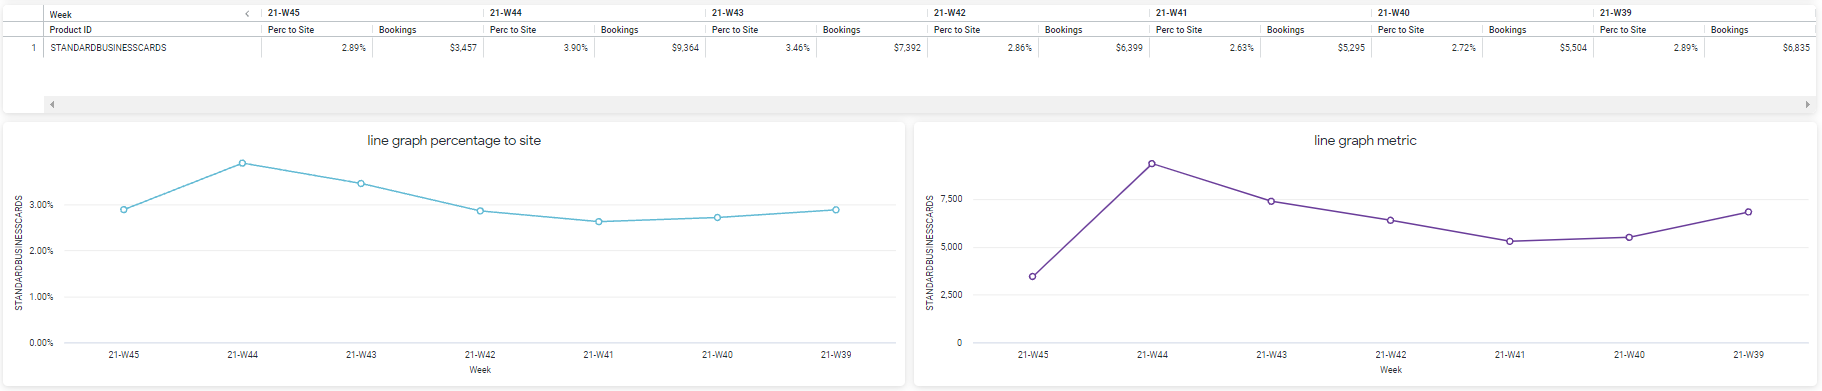 Week 21-W45 21-W44 21-W43 21-W42 21-W41 21-W40 21-W39
Product ID Perc to Site Bookings Perc to Site Bookings Perc to Site Bookings Perc to Site Bookings Perc to Site Bookings Perc to Site Bookings Perc to Site Bookings
1 STANDARDBUSINESSCARDS 2.89% $3,457 3.90% $9,364 3.46% $7,392 2.86% $6,399 2.63% $5,295 2.72% $5,504 2.89% $6,835
line graph percentage to site
STANDARDBUSINESSCARDS
3.00%
2.00%
1.00%
0.00%
21-W45 21-W44 21-W43 21-W42 21-W41 21-W40 21-W39
Week
line graph metric
STANDARDBUSINESSCARDS
7,500
5,000
2,500
0
21-W45 21-W44 21-W43 21-W42 21-W41 21-W40 21-W39
Week